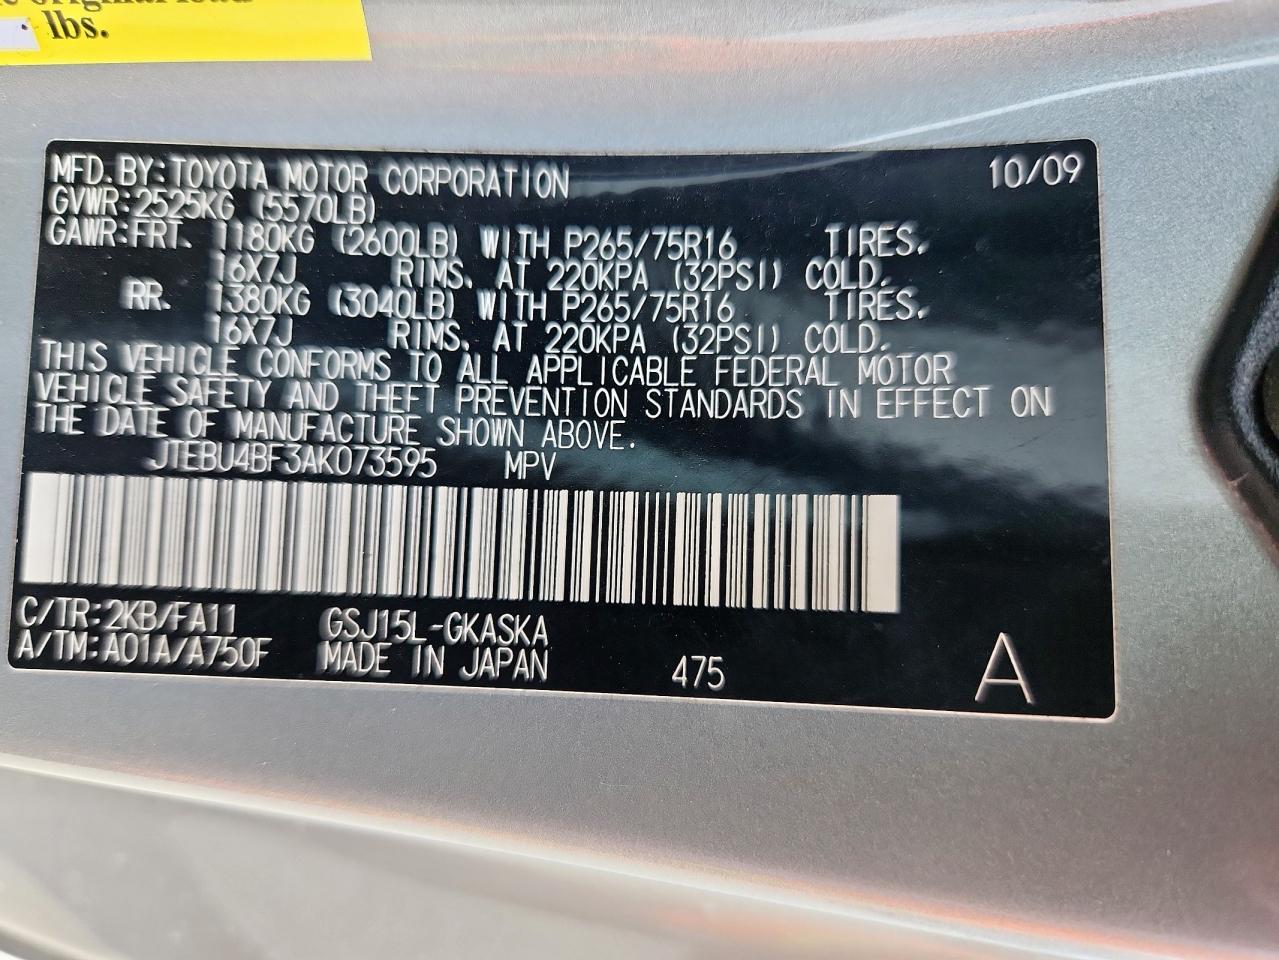 lbs.
MFD. BY: TOYOTA MOTOR CORPORATION 10/09
GVWR: 2525KG (5570LB)
GAWR: FRT. 1180KG (2600LB) WITH P265/75R16 TIRES.
16X7J RIMS. AT 220KPA (32PSI) COLD.
RR. 1380KG (3040LB) WITH P265/75R16 TIRES.
16X7J RIMS. AT 220KPA (32PSI) COLD.
THIS VEHICLE CONFORMS TO ALL APPLICABLE FEDERAL MOTOR
VEHICLE SAFETY AND THEFT PREVENTION STANDARDS IN EFFECT ON
THE DATE OF MANUFACTURE SHOWN ABOVE.
JTEBU4BF3AK073595 MPV
C/TR: 2KB/FA11 GSJ15L-GKASKA
A/TM: A01A/A750F MADE IN JAPAN 475 A